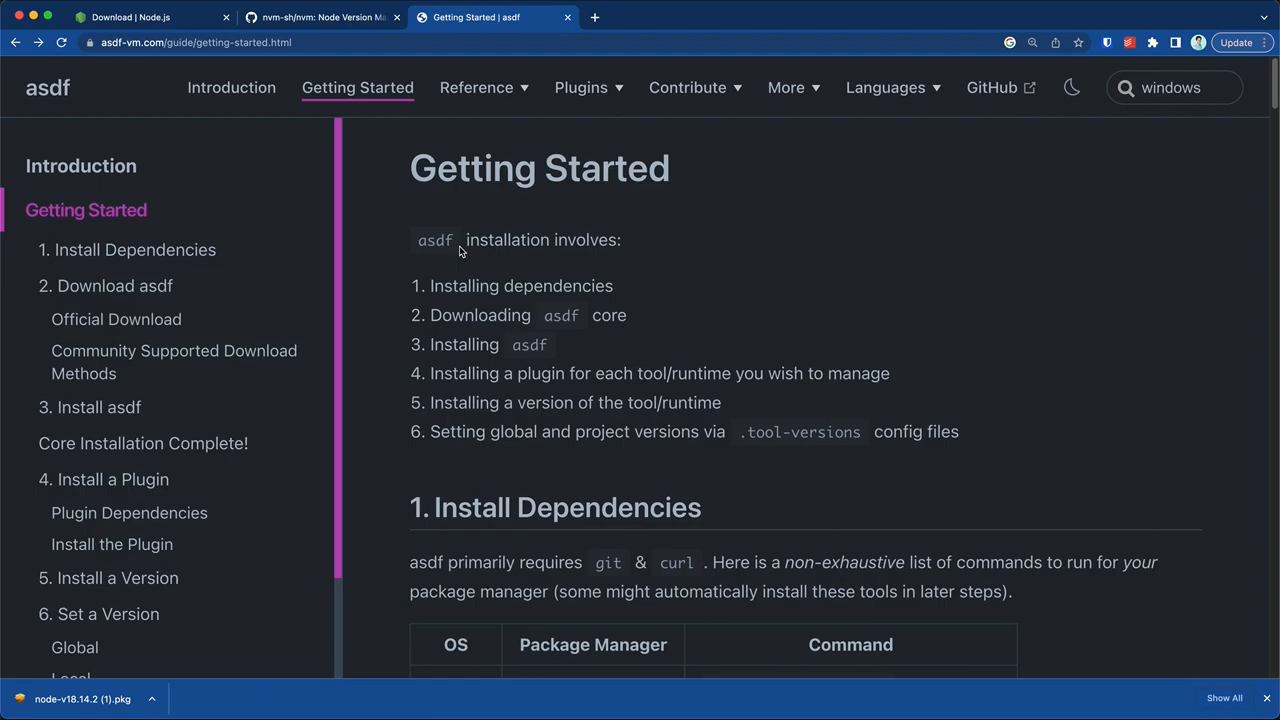 Download | Node.js
nvm-sh/nvm: Node Version Ma
Getting Started | asdf
asdf-vm.com/guide/getting-started.html
Update
asdf
Introduction
Getting Started
Reference
Plugins
Contribute
More
Languages
GitHub
windows
Introduction
Getting Started
1. Install Dependencies
2. Download asdf
Official Download
Community Supported Download
Methods
3. Install asdf
Core Installation Complete!
4. Install a Plugin
Plugin Dependencies
Install the Plugin
5. Install a Version
6. Set a Version
Global
Local
Getting Started
asdf installation involves:
1. Installing dependencies
2. Downloading asdf core
3. Installing asdf
4. Installing a plugin for each tool/runtime you wish to manage
5. Installing a version of the tool/runtime
6. Setting global and project versions via .tool-versions config files
1. Install Dependencies
asdf primarily requires git & curl. Here is a non-exhaustive list of commands to run for your
package manager (some might automatically install these tools in later steps).
OS Package Manager Command
node-v18.14.2 (1).pkg
Show All